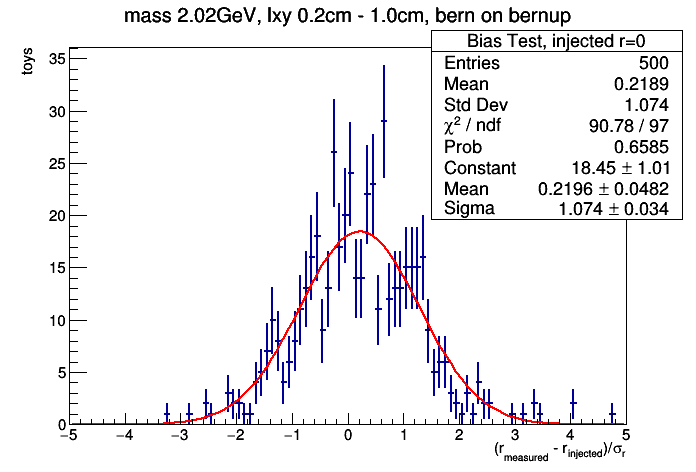 mass 2.02GeV, lxy 0.2cm - 1.0cm, bern on bernup
Bias Test, injected r=0
Entries 500
Mean 0.2189
Std Dev 1.074
χ² / ndf 90.78 / 97
Prob 0.6585
Constant 18.45 ± 1.01
Mean 0.2196 ± 0.0482
Sigma 1.074 ± 0.034
toys
35
30
25
20
15
10
5
0
−5 −4 −3 −2 −1 0 1 2 3 4 5
(r_measured - r_injected)/σ_r